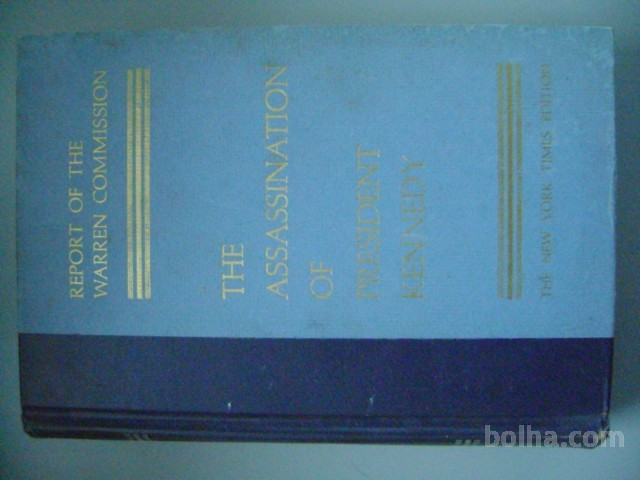 REPORT OF THE
WARREN COMMISSION
THE
ASSASSINATION
OF
PRESIDENT
KENNEDY
THE NEW YORK TIMES EDITION
bolha.com